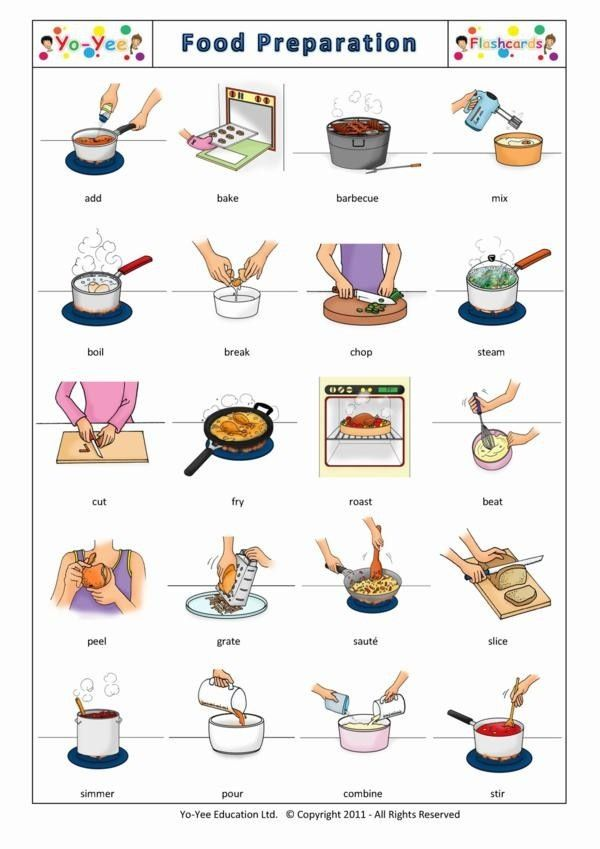 Yo-Yee
Food Preparation
Flashcards
add
bake
barbecue
mix
boil
break
chop
steam
cut
fry
roast
beat
peel
grate
sauté
slice
simmer
pour
combine
stir
Yo-Yee Education Ltd. © Copyright 2011 - All Rights Reserved